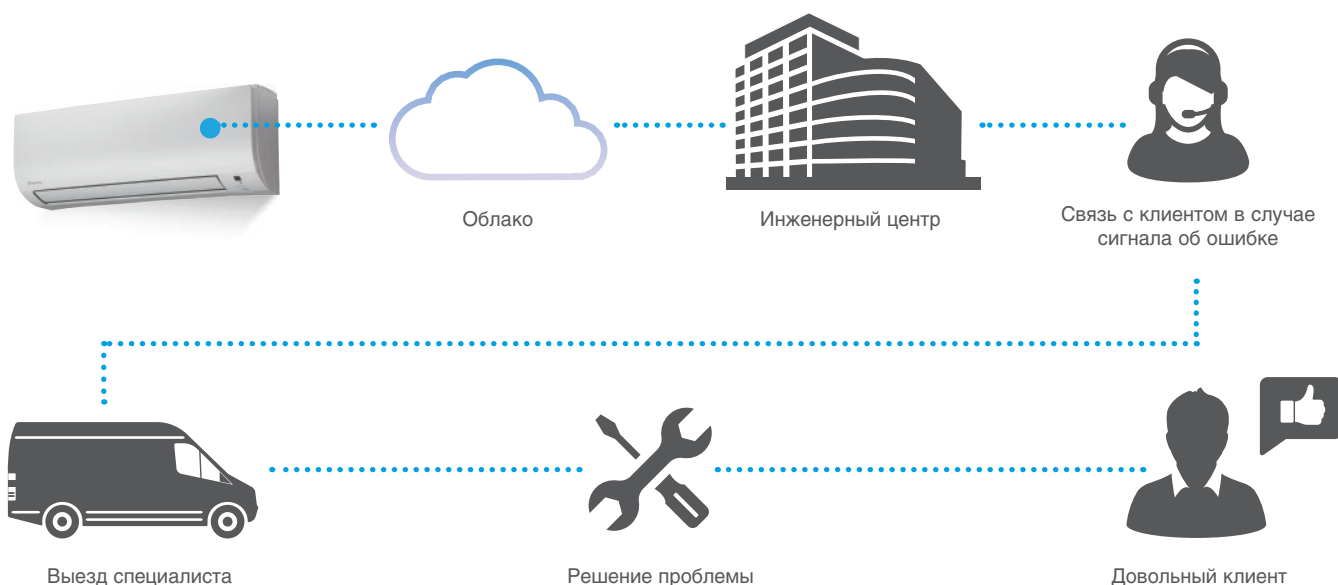 Облако
Инженерный центр
Связь с клиентом в случае
сигнала об ошибке
Выезд специалиста
Решение проблемы
Довольный клиент